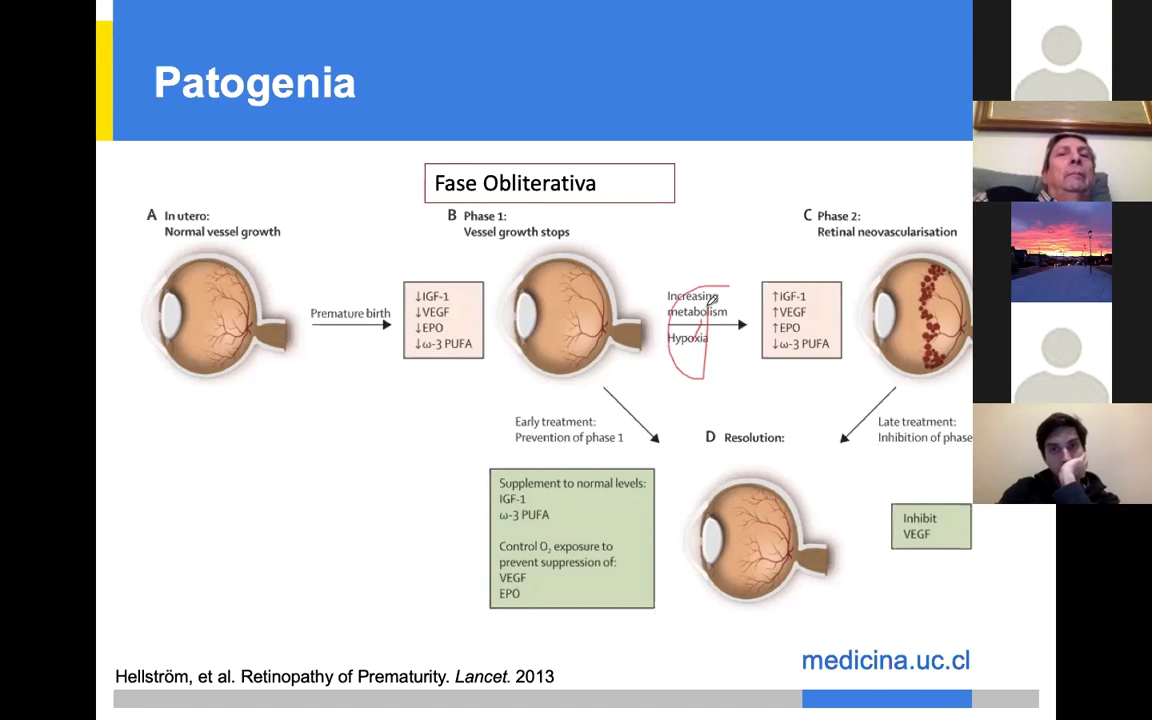 Patogenia
Fase Obliterativa
A In utero:
Normal vessel growth
B Phase 1:
Vessel growth stops
C Phase 2:
Retinal neovascularisation
Premature birth
↓IGF-1
↓VEGF
↓EPO
↓ω-3 PUFA
Increasing
metabolism
Hypoxia
↑IGF-1
↑VEGF
↑EPO
↓ω-3 PUFA
Early treatment:
Prevention of phase 1
D Resolution:
Late treatment:
Inhibition of phase
Supplement to normal levels:
IGF-1
ω-3 PUFA
Control O₂ exposure to
prevent suppression of:
VEGF
EPO
Inhibit
VEGF
medicina.uc.cl
Hellström, et al. Retinopathy of Prematurity. Lancet. 2013